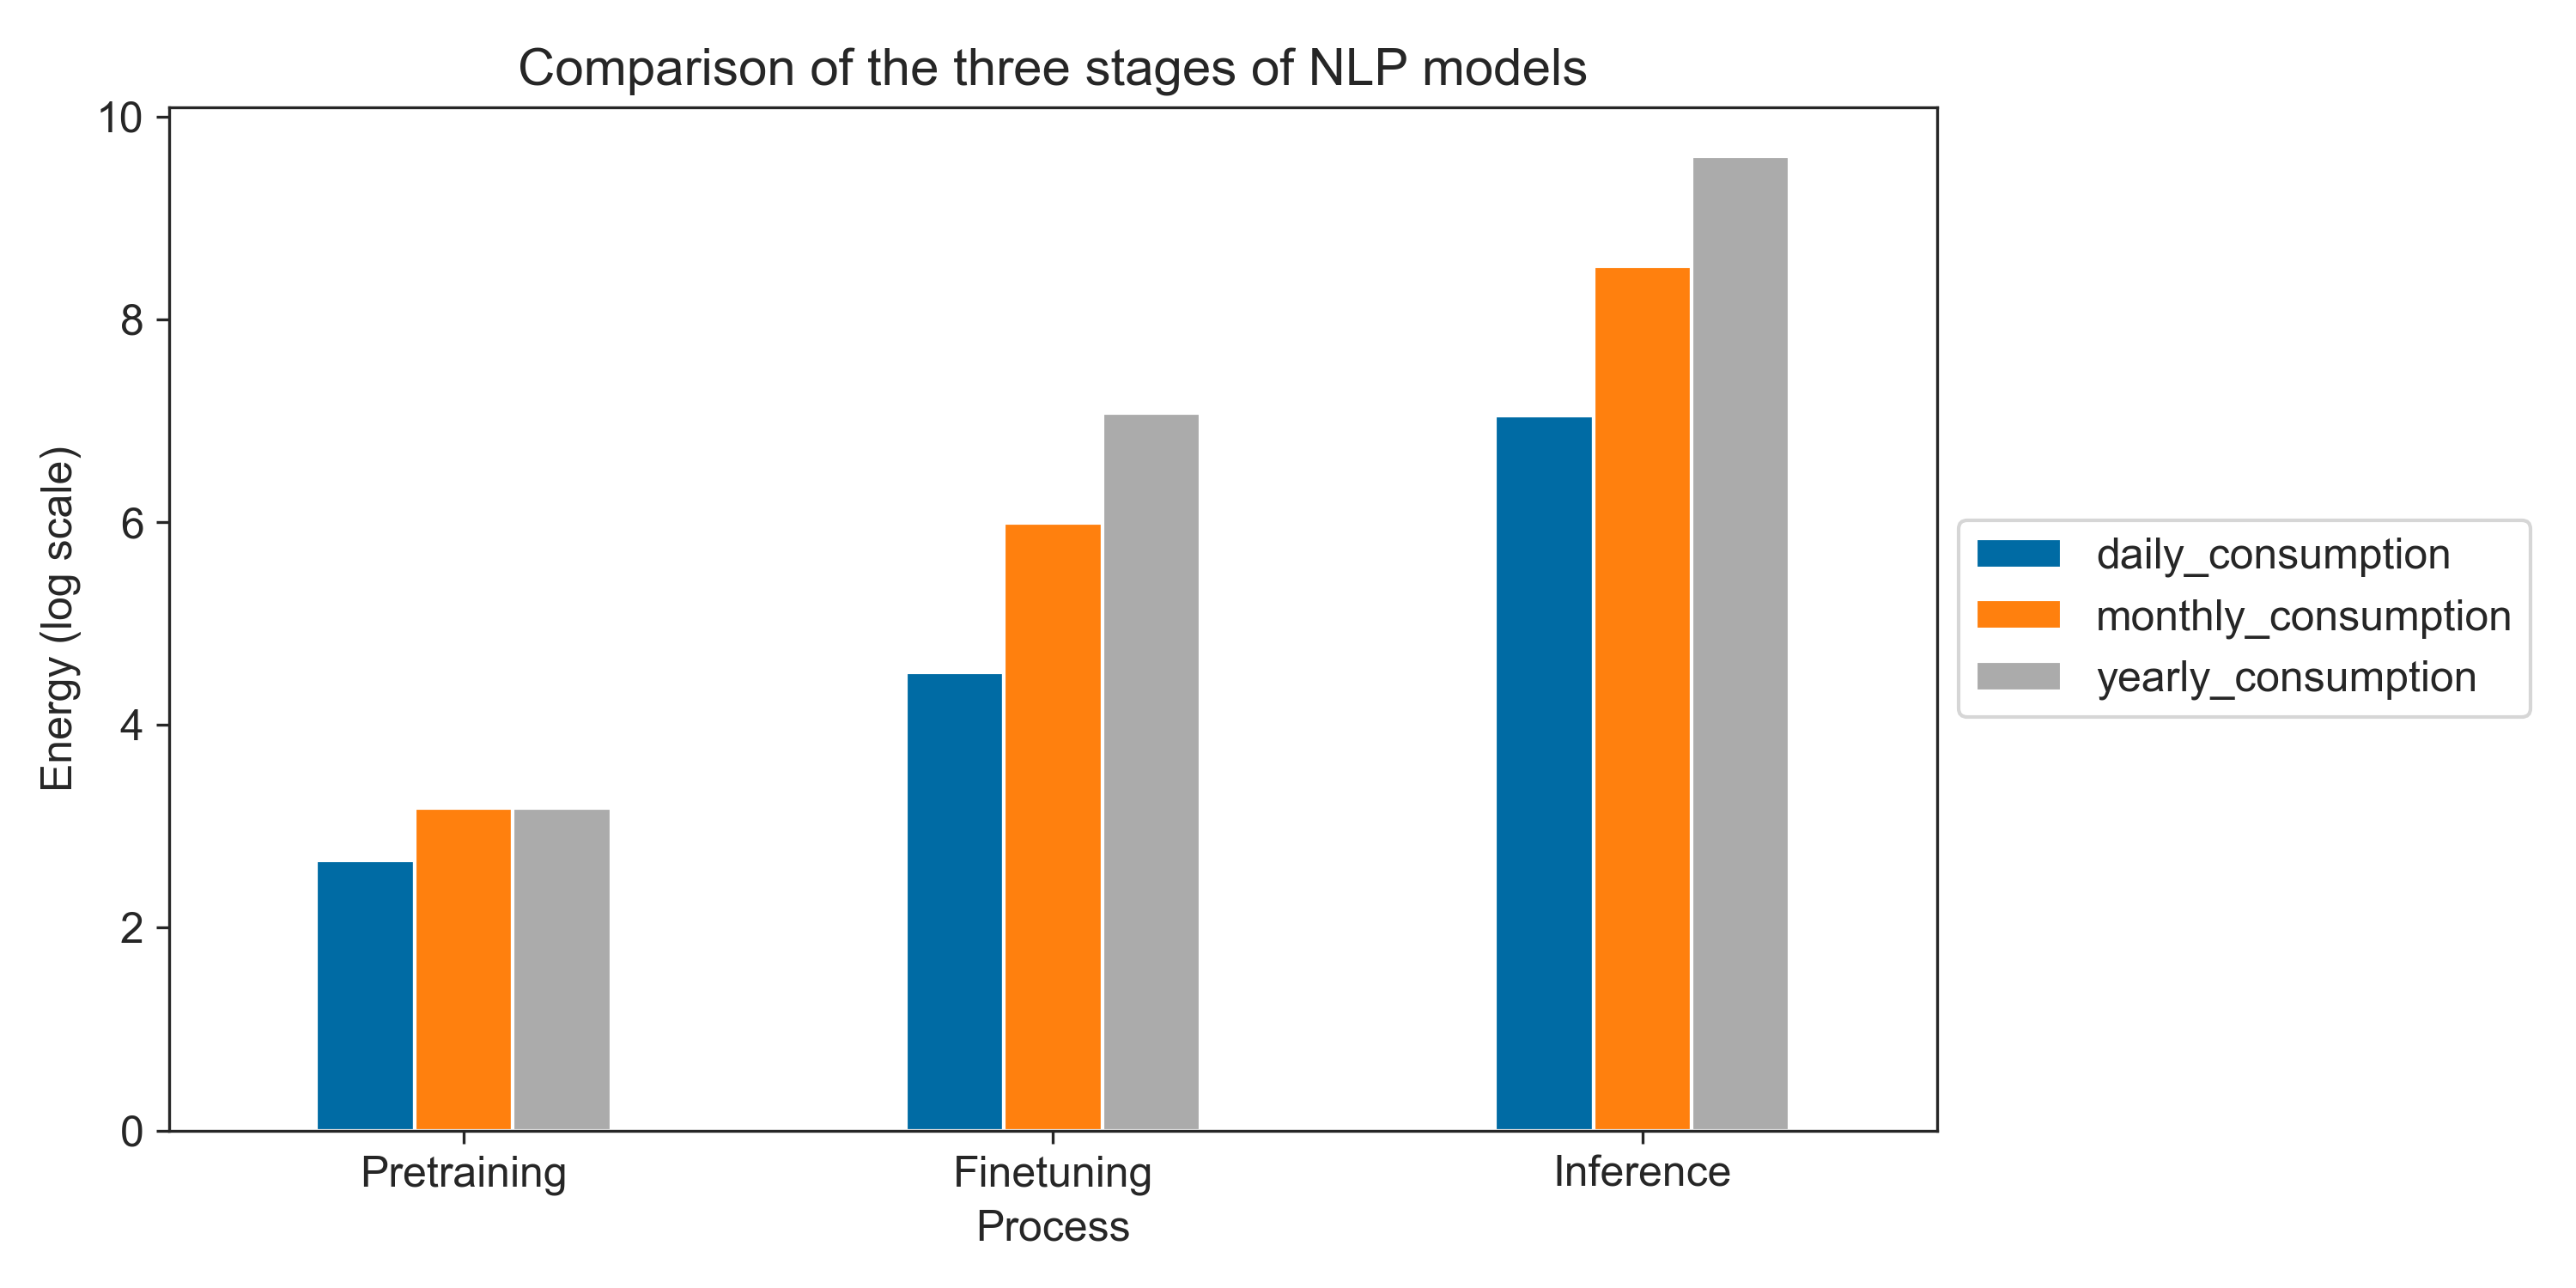 Comparison of the three stages of NLP models
10
8
6
4
2
0
Energy (log scale)
Pretraining
Finetuning
Inference
Process
daily_consumption
monthly_consumption
yearly_consumption